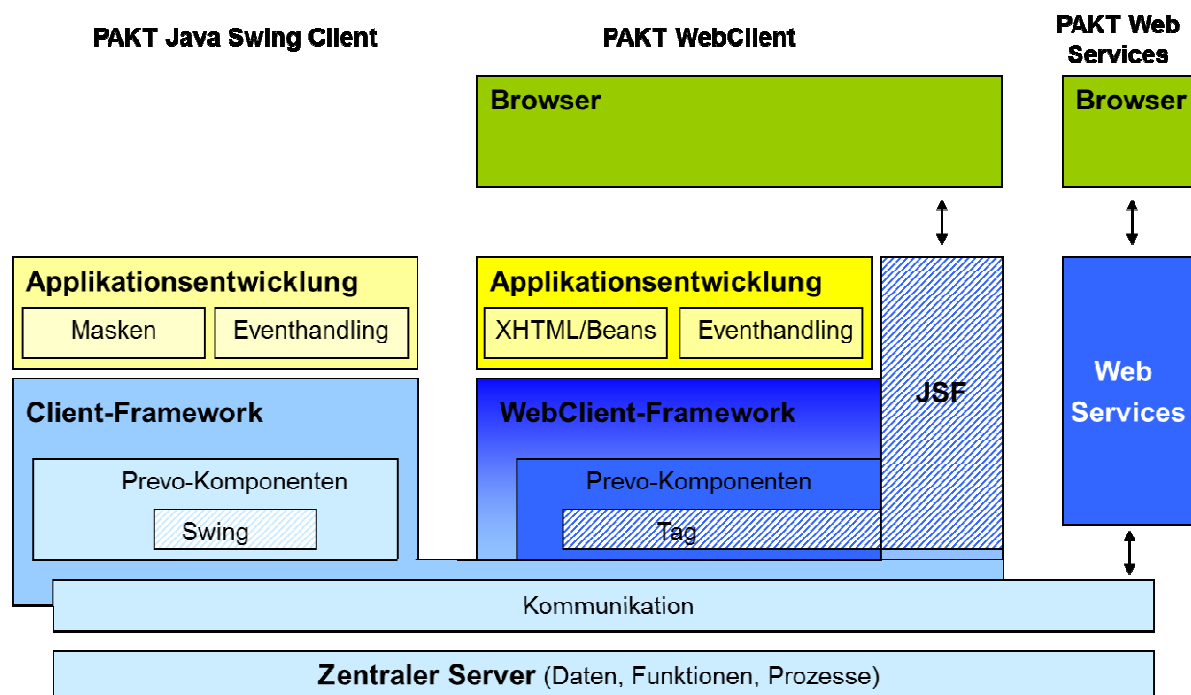 PAKT Java Swing Client
PAKT WebClient
PAKT Web
Services
Browser
Browser
Applikationsentwicklung
Masken
Eventhandling
Applikationsentwicklung
XHTML/Beans
Eventhandling
JSF
Web
Services
Client-Framework
Prevo-Komponenten
Swing
WebClient-Framework
Prevo-Komponenten
Tag
Kommunikation
Zentraler Server (Daten, Funktionen, Prozesse)